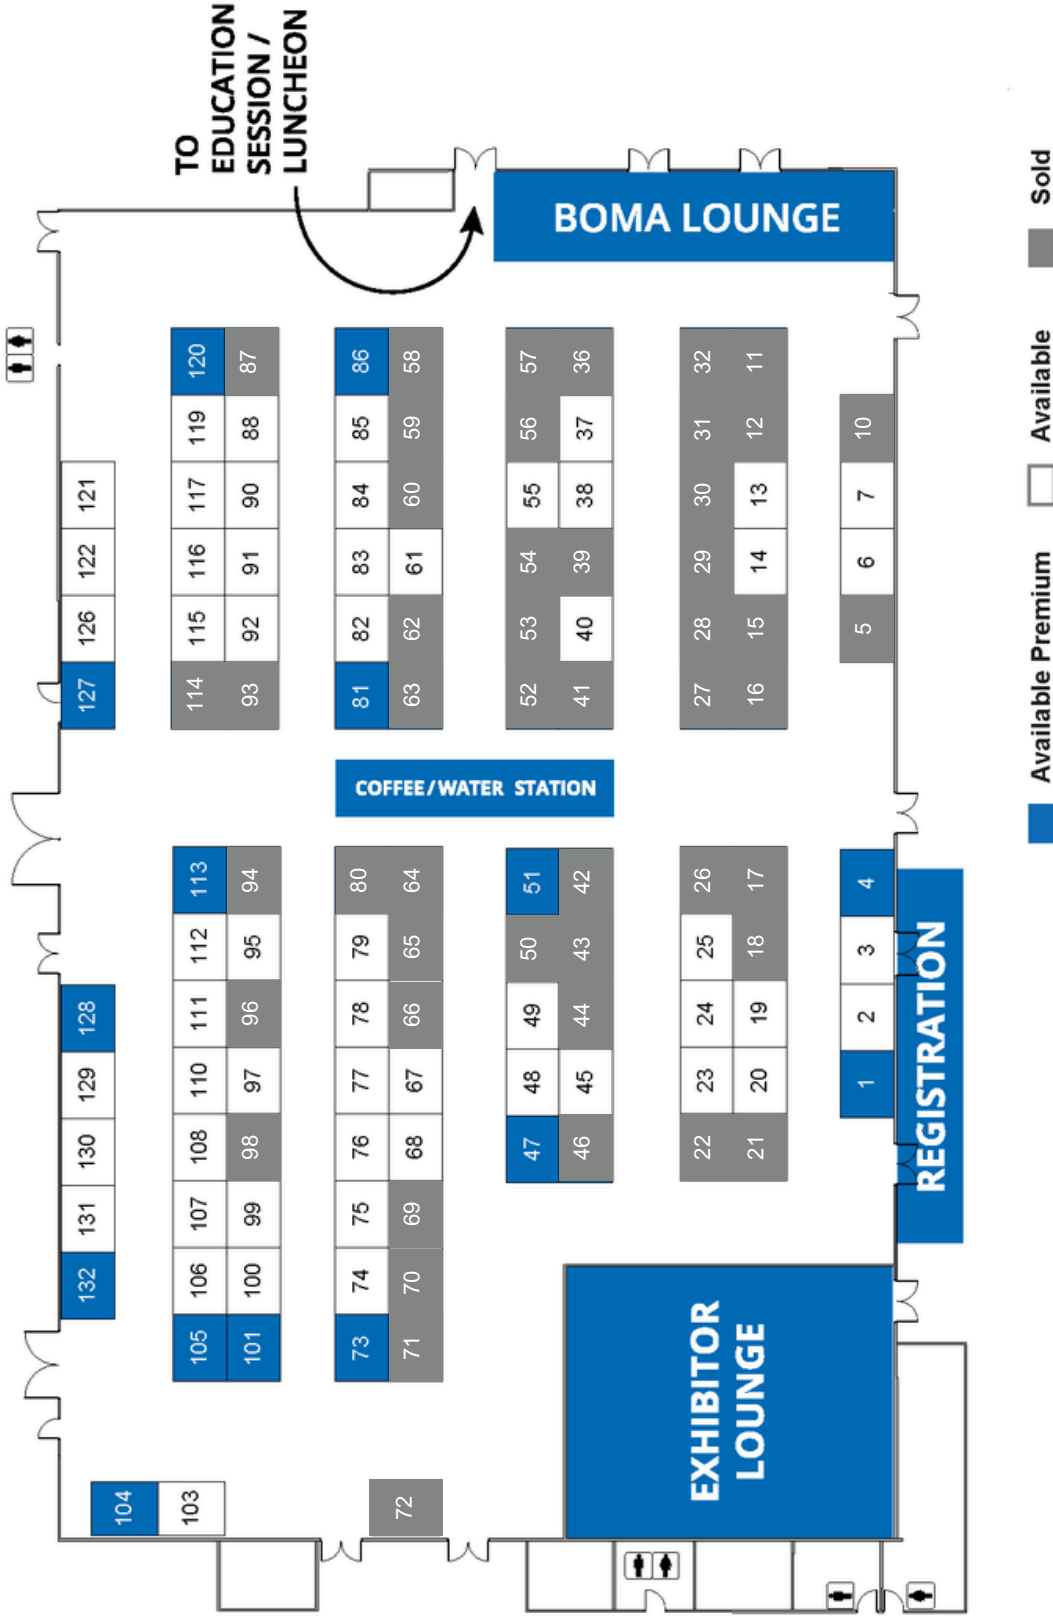 TO
EDUCATION
SESSION /
LUNCHEON
BOMA LOUNGE
120 119 117 116 115 114
87 88 90 91 92 93
121 122 126 127
86 85 84 83 82 81
58 59 60 61 62 63
57 56 55 54 53 52
36 37 38 39 40 41
32 31 30 29 28 27
11 12 13 14 15 16
10 7 6 5
COFFEE/WATER STATION
113 112 111 110 108 107 106 105
94 95 96 97 98 99 100 101
128 129 130 131 132
80 79 78 77 76 75 74 73
64 65 66 67 68 69 70 71
51 50 49 48 47
42 43 44 45 46
26 25 24 23 22
17 18 19 20 21
4 3 2 1
REGISTRATION
EXHIBITOR
LOUNGE
104 103
72
Available Premium
Available
Sold